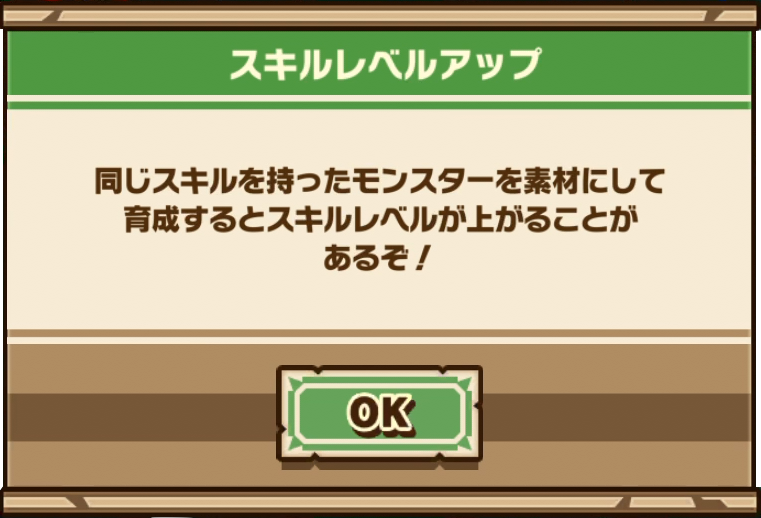 スキルレベルアップ
同じスキルを持ったモンスターを素材にして
育成するとスキルレベルが上がることが
あるぞ！
OK